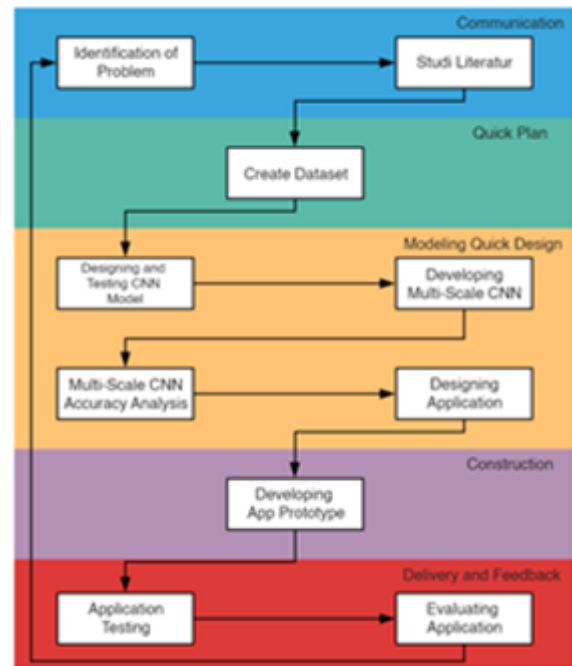 Communication
Identification of
Problem
Studi Literatur
Quick Plan
Create Dataset
Modeling Quick Design
Designing and
Testing CNN
Model
Developing
Multi-Scale CNN
Multi-Scale CNN
Accuracy Analysis
Designing
Application
Construction
Developing
App Prototype
Delivery and Feedback
Application
Testing
Evaluating
Application